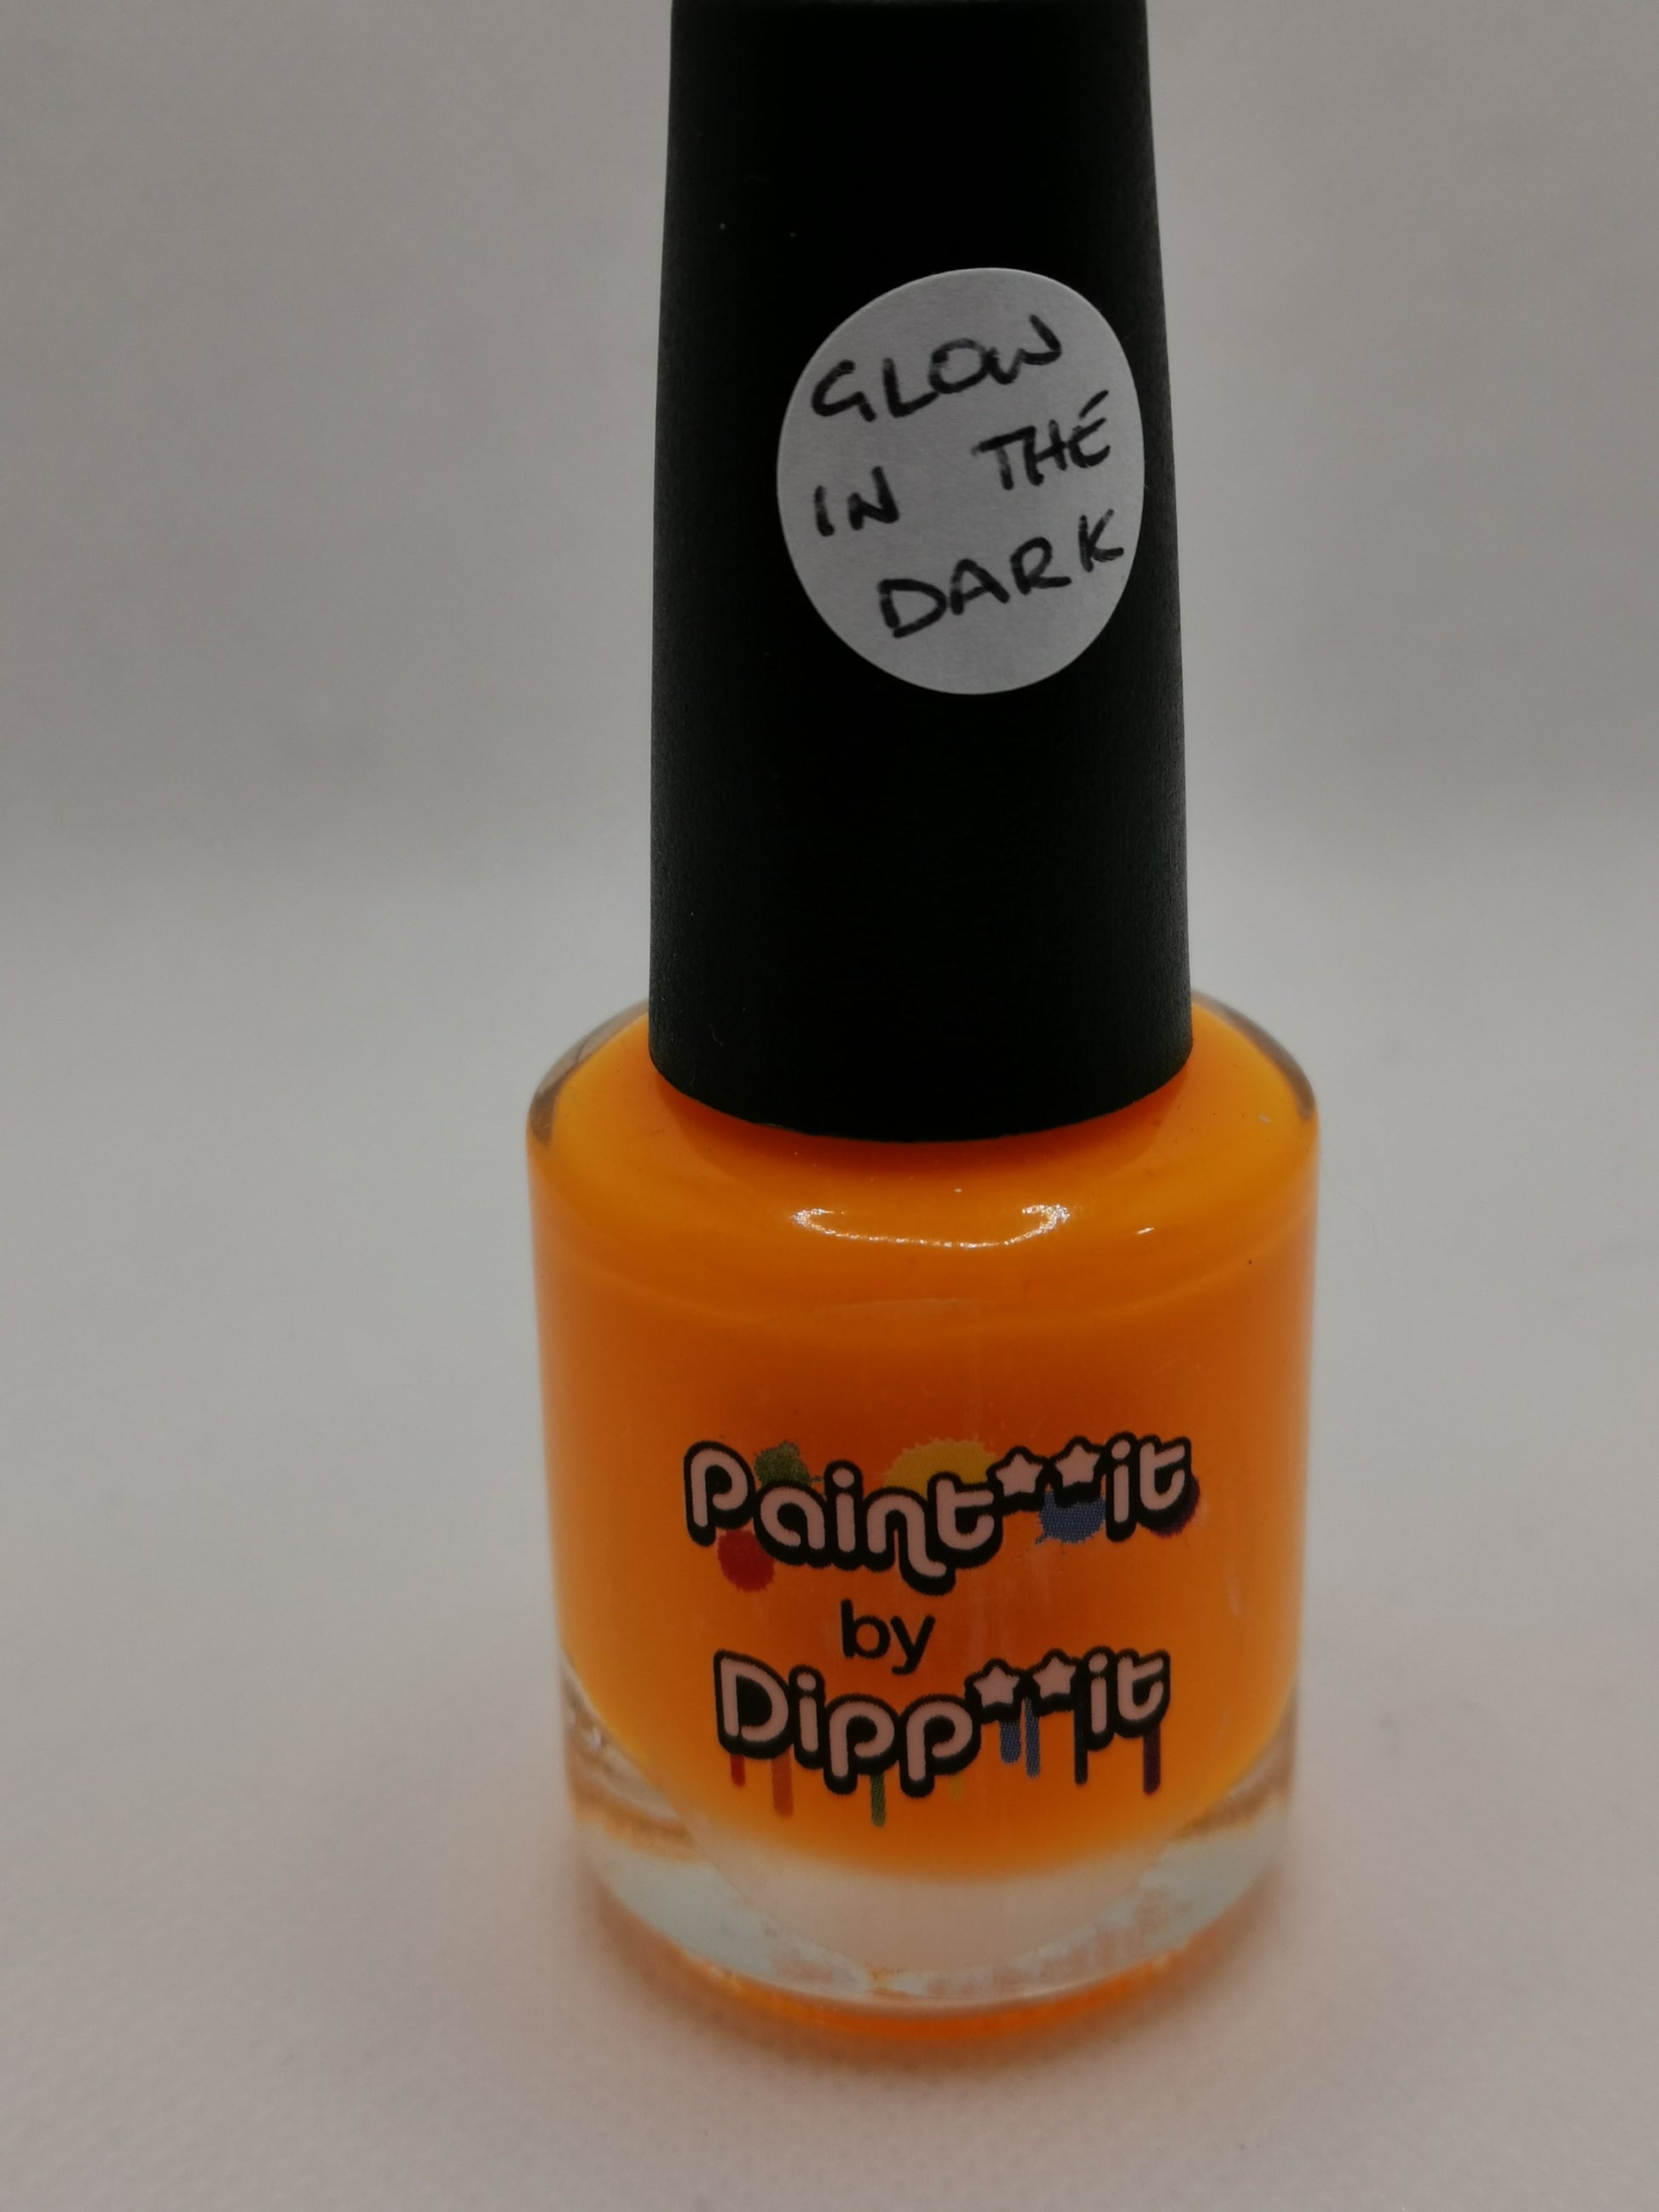 GLOW
IN THE
DARK
Paint**it
by
Dipp**it